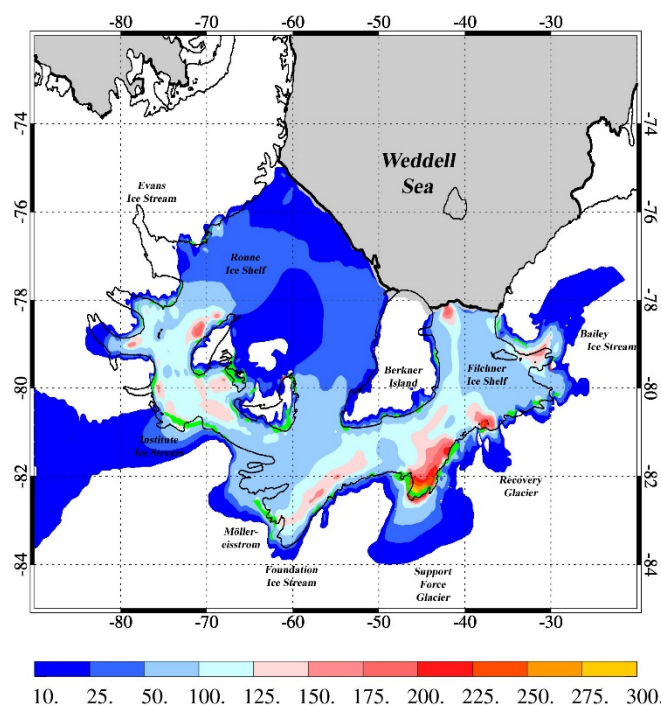 -80 -70 -60 -50 -40 -30
-74 -74
Weddell
Sea
Evans
Ice Stream
-76 -76
Ronne
Ice Shelf
-78 -78
Bailey
Ice Stream
Filchner
Ice Shelf
Berkner
Island
-80 -80
Institute
Ice Stream
-82 -82
Recovery
Glacier
Möller-
eisstrom
-84 -84
Foundation
Ice Stream
Support
Force
Glacier
-80 -70 -60 -50 -40 -30
10. 25. 50. 100. 125. 150. 175. 200. 225. 250. 275. 300.